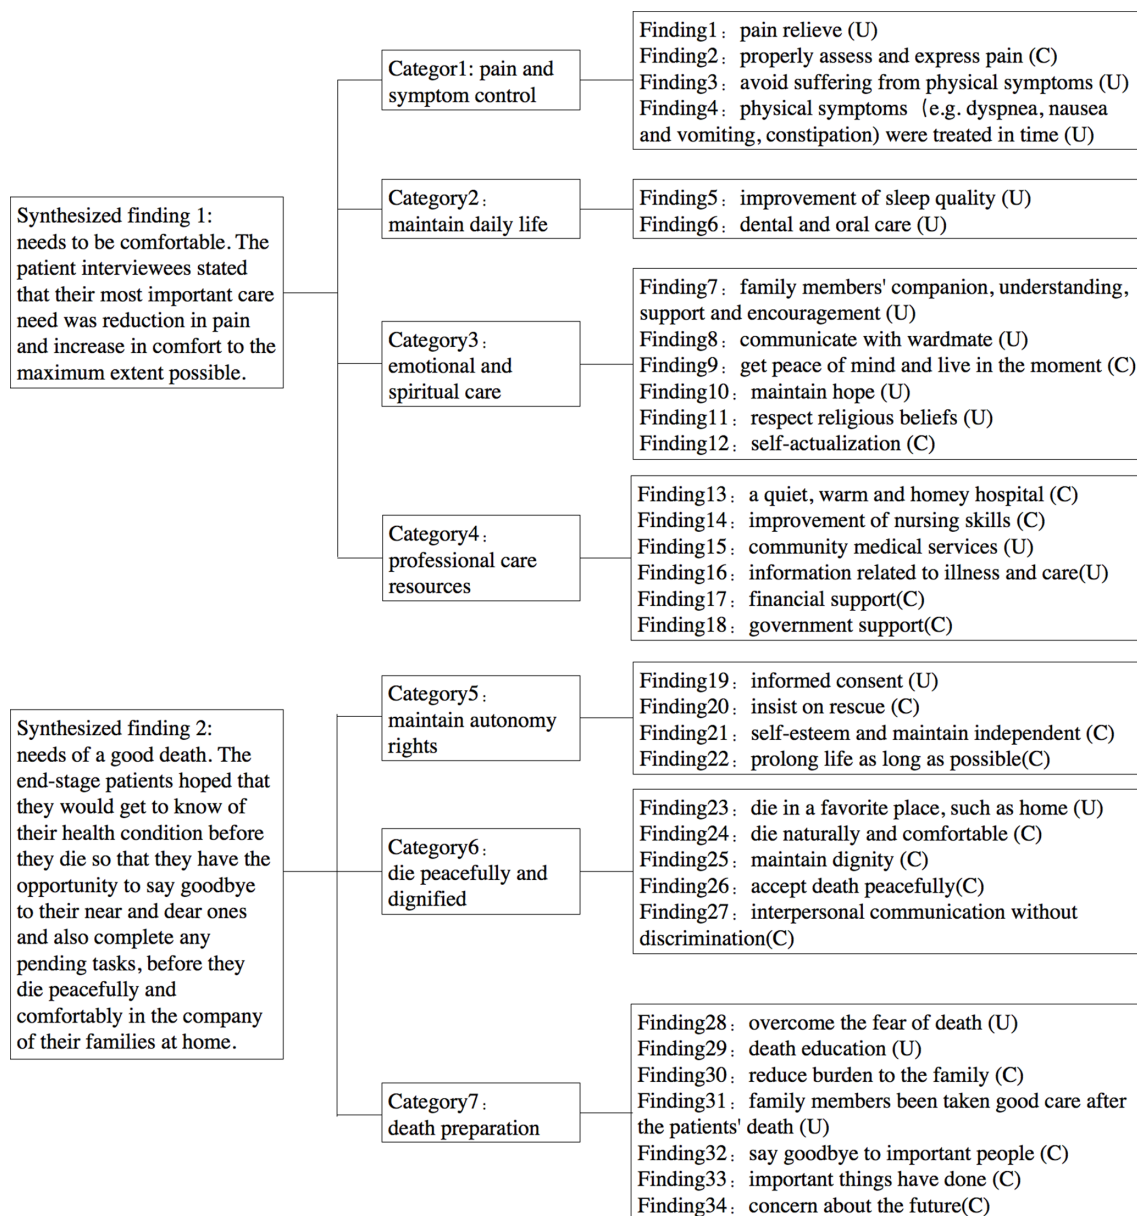 Synthesized finding 1:
needs to be comfortable. The
patient interviewees stated
that their most important care
need was reduction in pain
and increase in comfort to the
maximum extent possible.
Categor1: pain and
symptom control
Finding1：pain relieve (U)
Finding2：properly assess and express pain (C)
Finding3：avoid suffering from physical symptoms (U)
Finding4：physical symptoms（e.g. dyspnea, nausea
and vomiting, constipation) were treated in time (U)
Category2：
maintain daily life
Finding5：improvement of sleep quality (U)
Finding6：dental and oral care (U)
Category3：
emotional and
spiritual care
Finding7：family members' companion, understanding,
support and encouragement (U)
Finding8：communicate with wardmate (U)
Finding9：get peace of mind and live in the moment (C)
Finding10：maintain hope (U)
Finding11：respect religious beliefs (U)
Finding12：self-actualization (C)
Category4：
professional care
resources
Finding13：a quiet, warm and homey hospital (C)
Finding14：improvement of nursing skills (C)
Finding15：community medical services (U)
Finding16：information related to illness and care(U)
Finding17：financial support(C)
Finding18：government support(C)
Synthesized finding 2:
needs of a good death. The
end-stage patients hoped that
they would get to know of
their health condition before
they die so that they have the
opportunity to say goodbye
to their near and dear ones
and also complete any
pending tasks, before they
die peacefully and
comfortably in the company
of their families at home.
Category5：
maintain autonomy
rights
Finding19：informed consent (U)
Finding20：insist on rescue (C)
Finding21：self-esteem and maintain independent (C)
Finding22：prolong life as long as possible(C)
Category6：
die peacefully and
dignified
Finding23：die in a favorite place, such as home (U)
Finding24：die naturally and comfortable (C)
Finding25：maintain dignity (C)
Finding26：accept death peacefully(C)
Finding27：interpersonal communication without
discrimination(C)
Category7：
death preparation
Finding28：overcome the fear of death (U)
Finding29：death education (U)
Finding30：reduce burden to the family (C)
Finding31：family members been taken good care after
the patients' death (U)
Finding32：say goodbye to important people (C)
Finding33：important things have done (C)
Finding34：concern about the future(C)